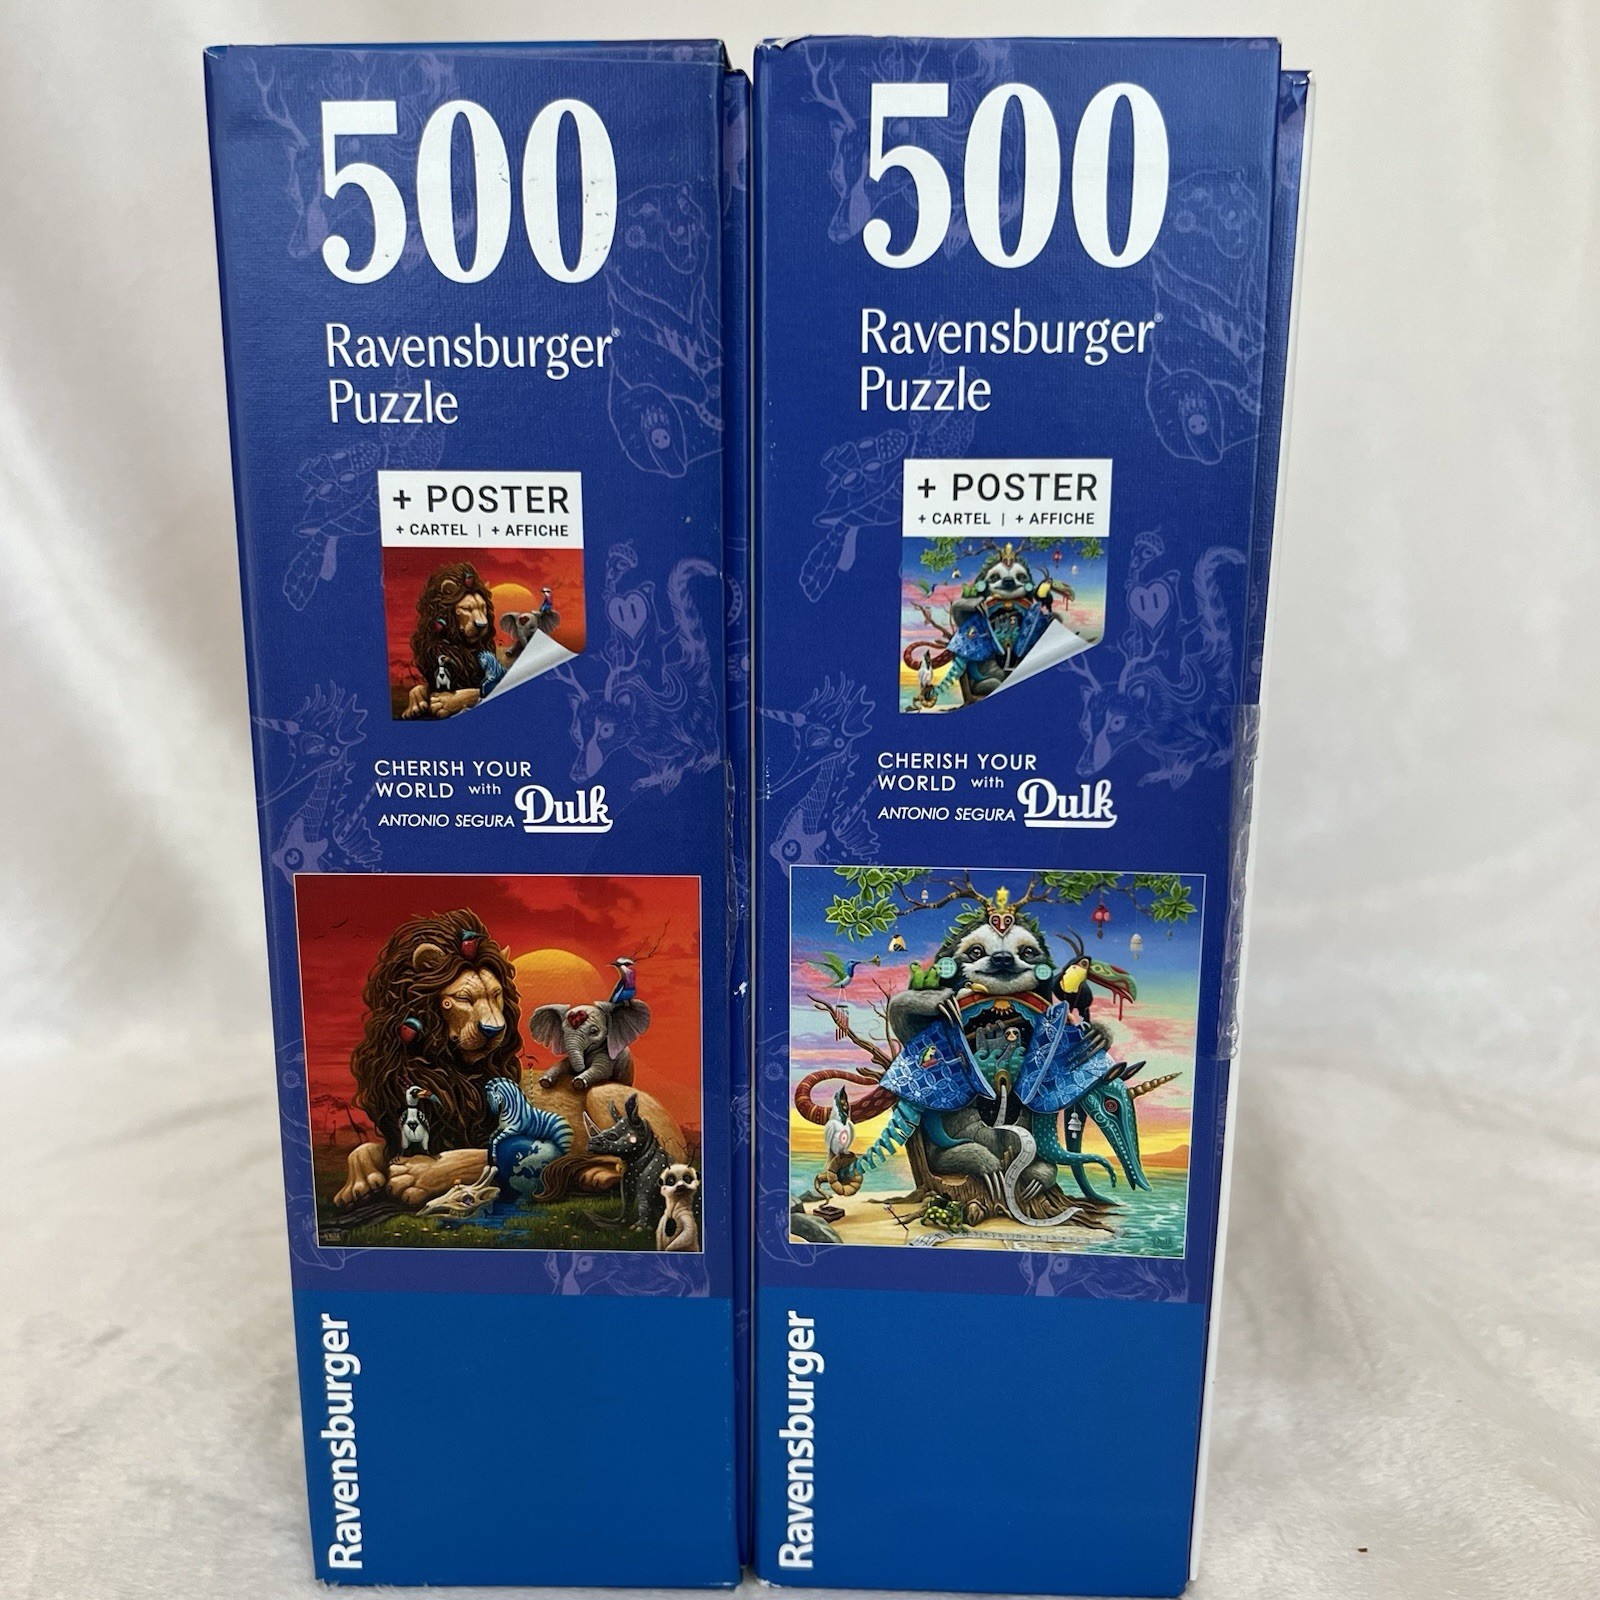 500
Ravensburger®
Puzzle
+ POSTER
+ CARTEL | + AFFICHE
CHERISH YOUR
WORLD with
ANTONIO SEGURA Dulk
Ravensburger
500
Ravensburger®
Puzzle
+ POSTER
+ CARTEL | + AFFICHE
CHERISH YOUR
WORLD with
ANTONIO SEGURA Dulk
Ravensburger